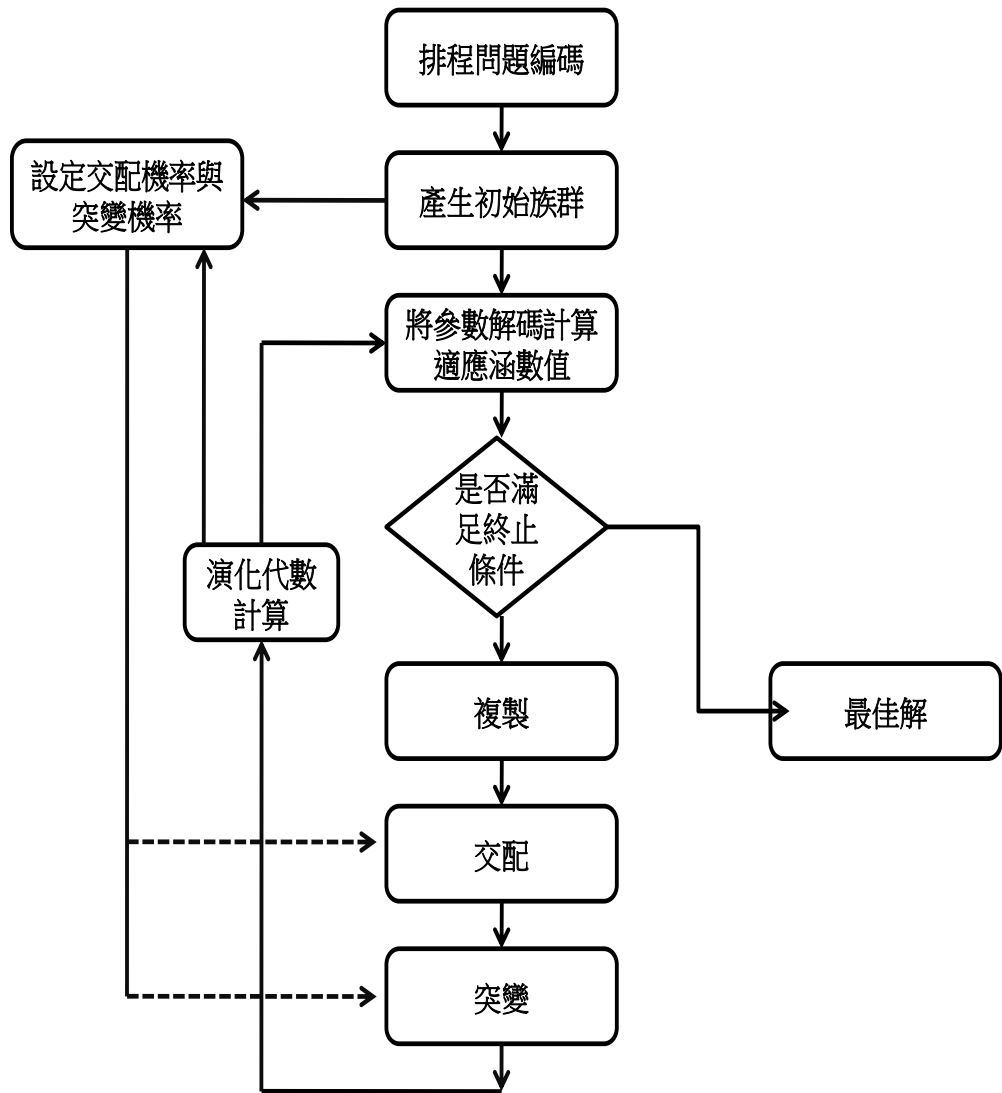 排程問題編碼
設定交配機率與
突變機率
產生初始族群
將參數解碼計算
適應涵數值
是否滿
足終止
條件
演化代數
計算
複製
最佳解
交配
突變